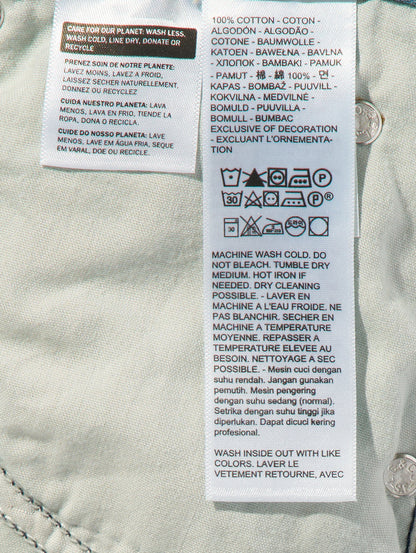 CARE FOR OUR PLANET: WASH LESS,
WASH COLD, LINE DRY, DONATE OR
RECYCLE
PRENEZ SOIN DE NOTRE PLANETE:
LAVEZ MOINS, LAVEZ A FROID,
LAISSEZ SECHER NATURELLEMENT,
DONNEZ OU RECYCLEZ
CUIDA NUESTRO PLANETA: LAVA
MENOS, LAVA EN FRIO, TIENDE LA
ROPA, DONA O RECICLA.
CUIDE DO NOSSO PLANETA: LAVE
MENOS, LAVE EM ÁGUA FRIA, SEQUE
EM VARAL, DOE OU RECICLE.
100% COTTON - COTON -
ALGODÓN - ALGODÃO -
COTONE - BAUMWOLLE -
KATOEN - BAWEŁNA - BAVLNA
- ХЛОПОК - BAMBAKI - PAMUK
- PAMUT - 棉 - 綿 100% - 면 -
KAPAS - BOMBAŽ - PUUVILL -
KOKVILNA - MEDVILNĖ -
BOMULD - PUUVILLA -
BOMULL - BUMBAC
EXCLUSIVE OF DECORATION
- EXCLUANT L'ORNEMENTA-
TION
P
30 P®
30
MACHINE WASH COLD. DO
NOT BLEACH. TUMBLE DRY
MEDIUM. HOT IRON IF
NEEDED. DRY CLEANING
POSSIBLE. - LAVER EN
MACHINE A L'EAU FROIDE. NE
PAS BLANCHIR. SECHER EN
MACHINE A TEMPERATURE
MOYENNE. REPASSER A
TEMPERATURE ELEVEE AU
BESOIN. NETTOYAGE A SEC
POSSIBLE. - Mesin cuci dengan
suhu rendah. Jangan gunakan
pemutih. Mesin pengering
dengan suhu sedang (normal).
Setrika dengan suhu tinggi jika
diperlukan. Dapat dicuci kering
profesional.
WASH INSIDE OUT WITH LIKE
COLORS. LAVER LE
VETEMENT RETOURNE, AVEC